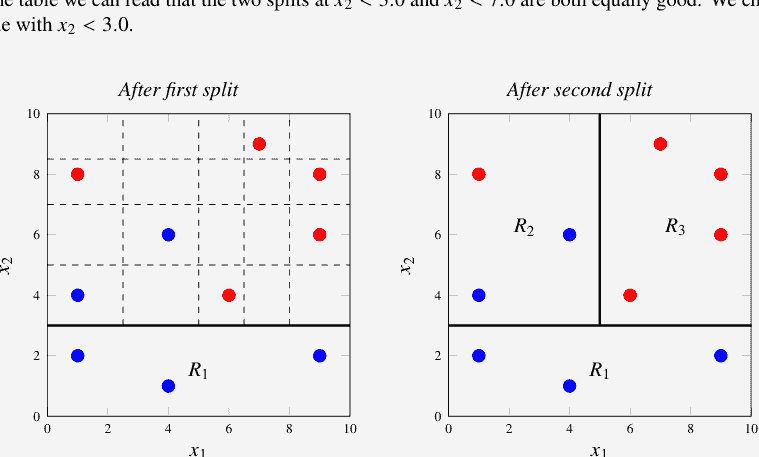 the table we can read that the two splits at x₂ < 5.0 and x₂ < 7.0 are both equally good. We ch
ue with x₂ < 3.0.
After first split
After second split
10
8
6
4
2
0
0 2 4 6 8 10
x₂
x₁
R₁
10
8
6
4
2
0
0 2 4 6 8 10
x₂
x₁
R₂
R₃
R₁